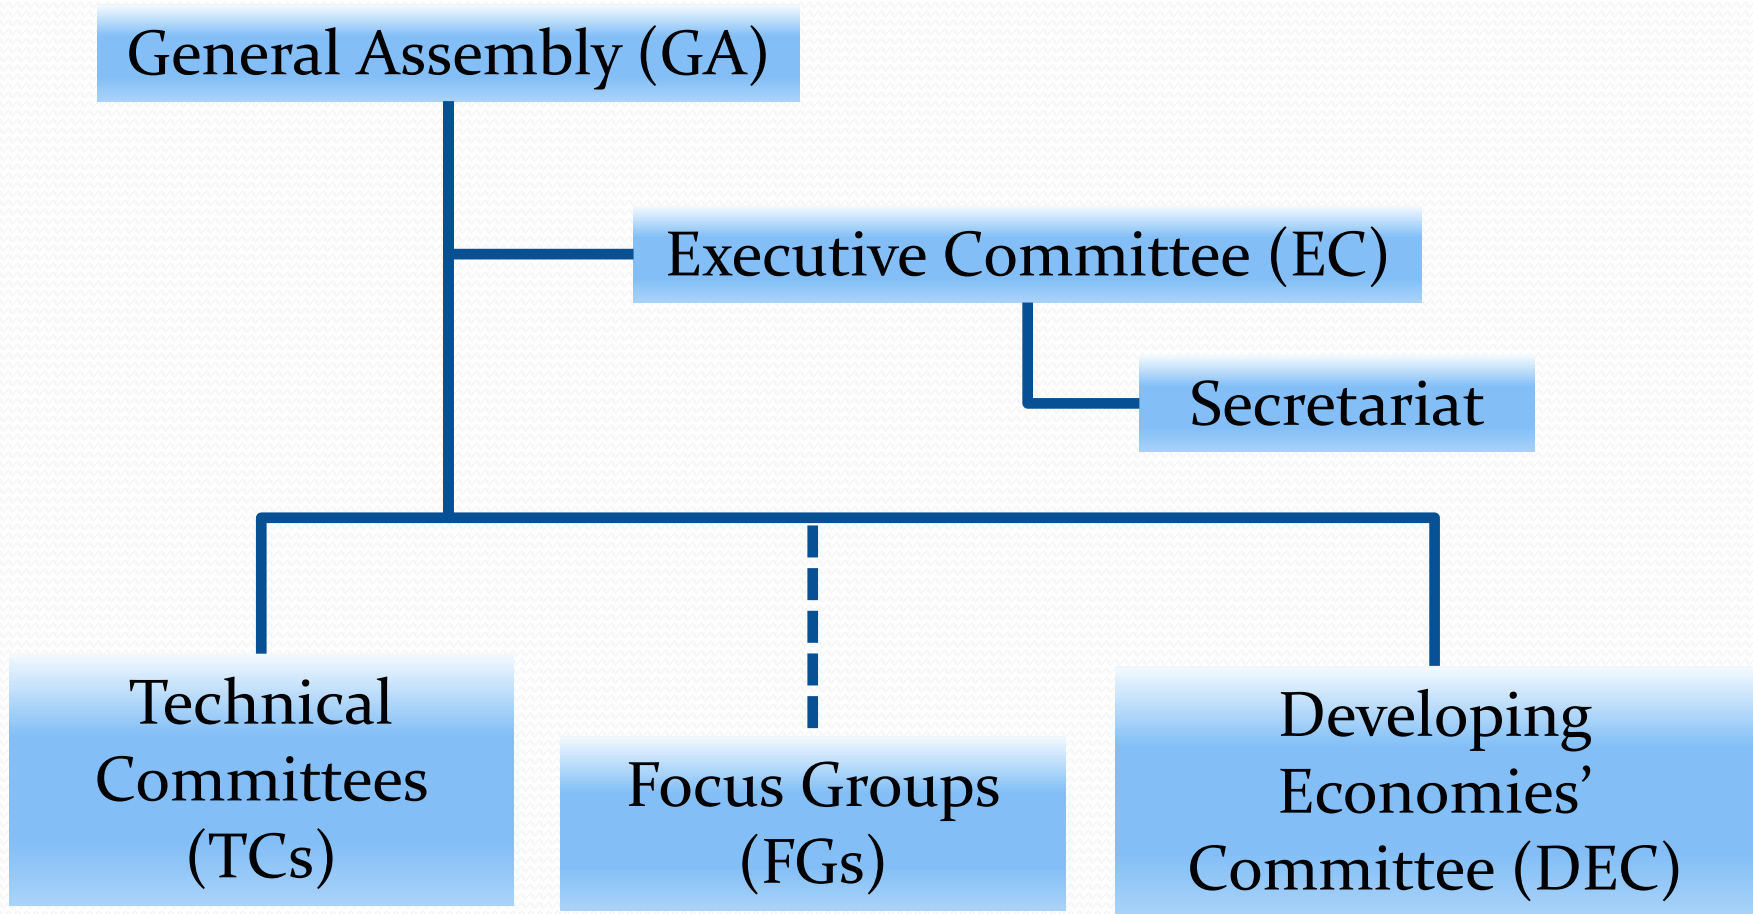 General Assembly (GA)
Executive Committee (EC)
Secretariat
Technical
Committees
(TCs)
Focus Groups
(FGs)
Developing
Economies’
Committee (DEC)